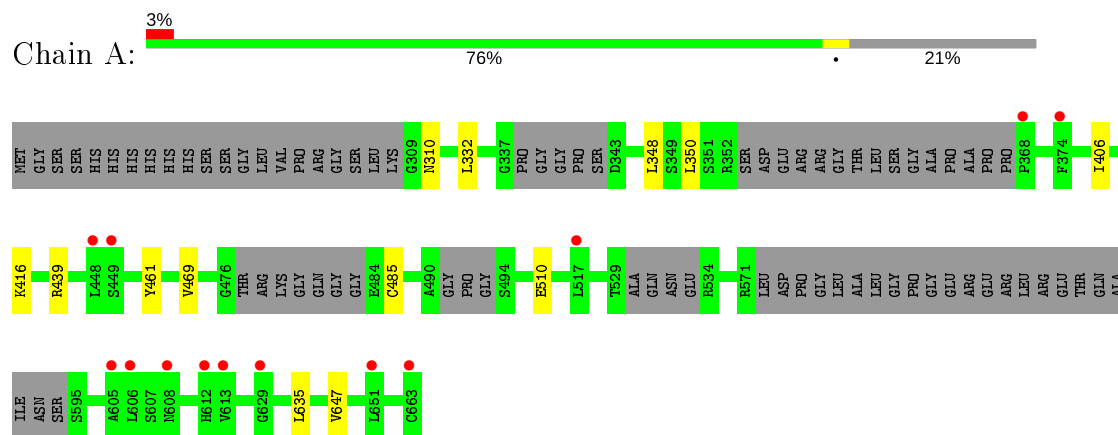 3%
Chain A:
76%
•
21%
MET GLY SER SER HIS HIS HIS HIS HIS HIS SER SER GLY LEU VAL PRO ARG GLY SER LEU LYS G309 N310 L332 G337 PRO GLY GLY PRO SER D343 L348 S349 L350 S351 R352 SER ASP GLU ARG ARG GLY THR LEU SER GLY ALA PRO ALA PRO PRO P368 F374 I406
K416 R439 L448 S449 Y461 V469 G476 THR ARG LYS GLY GLN GLY GLY E484 C485 A490 GLY PRO GLY S494 E510 L517 T529 ALA GLN ASN GLU R534 R571 LEU ASP PRO GLY LEU ALA LEU GLY PRO GLY GLU ARG GLU ARG LEU ARG GLU THR GLN ALA
ILE ASN SER S595 A605 L606 S607 N608 H612 V613 G629 L635 V647 L651 C663